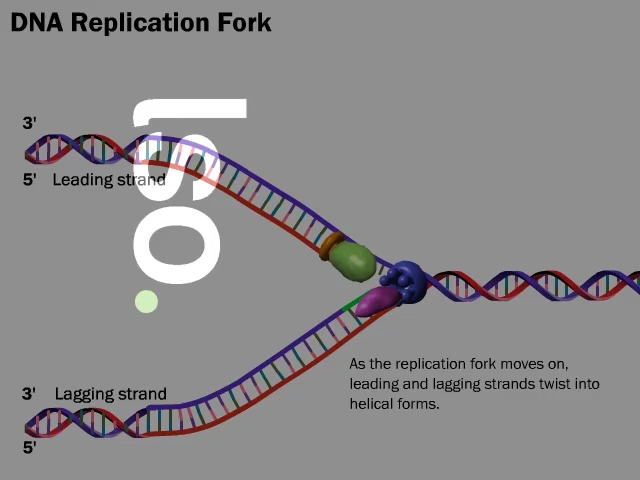 DNA Replication Fork
3'
5' Leading strand
3' Lagging strand
5'
As the replication fork moves on,
leading and lagging strands twist into
helical forms.